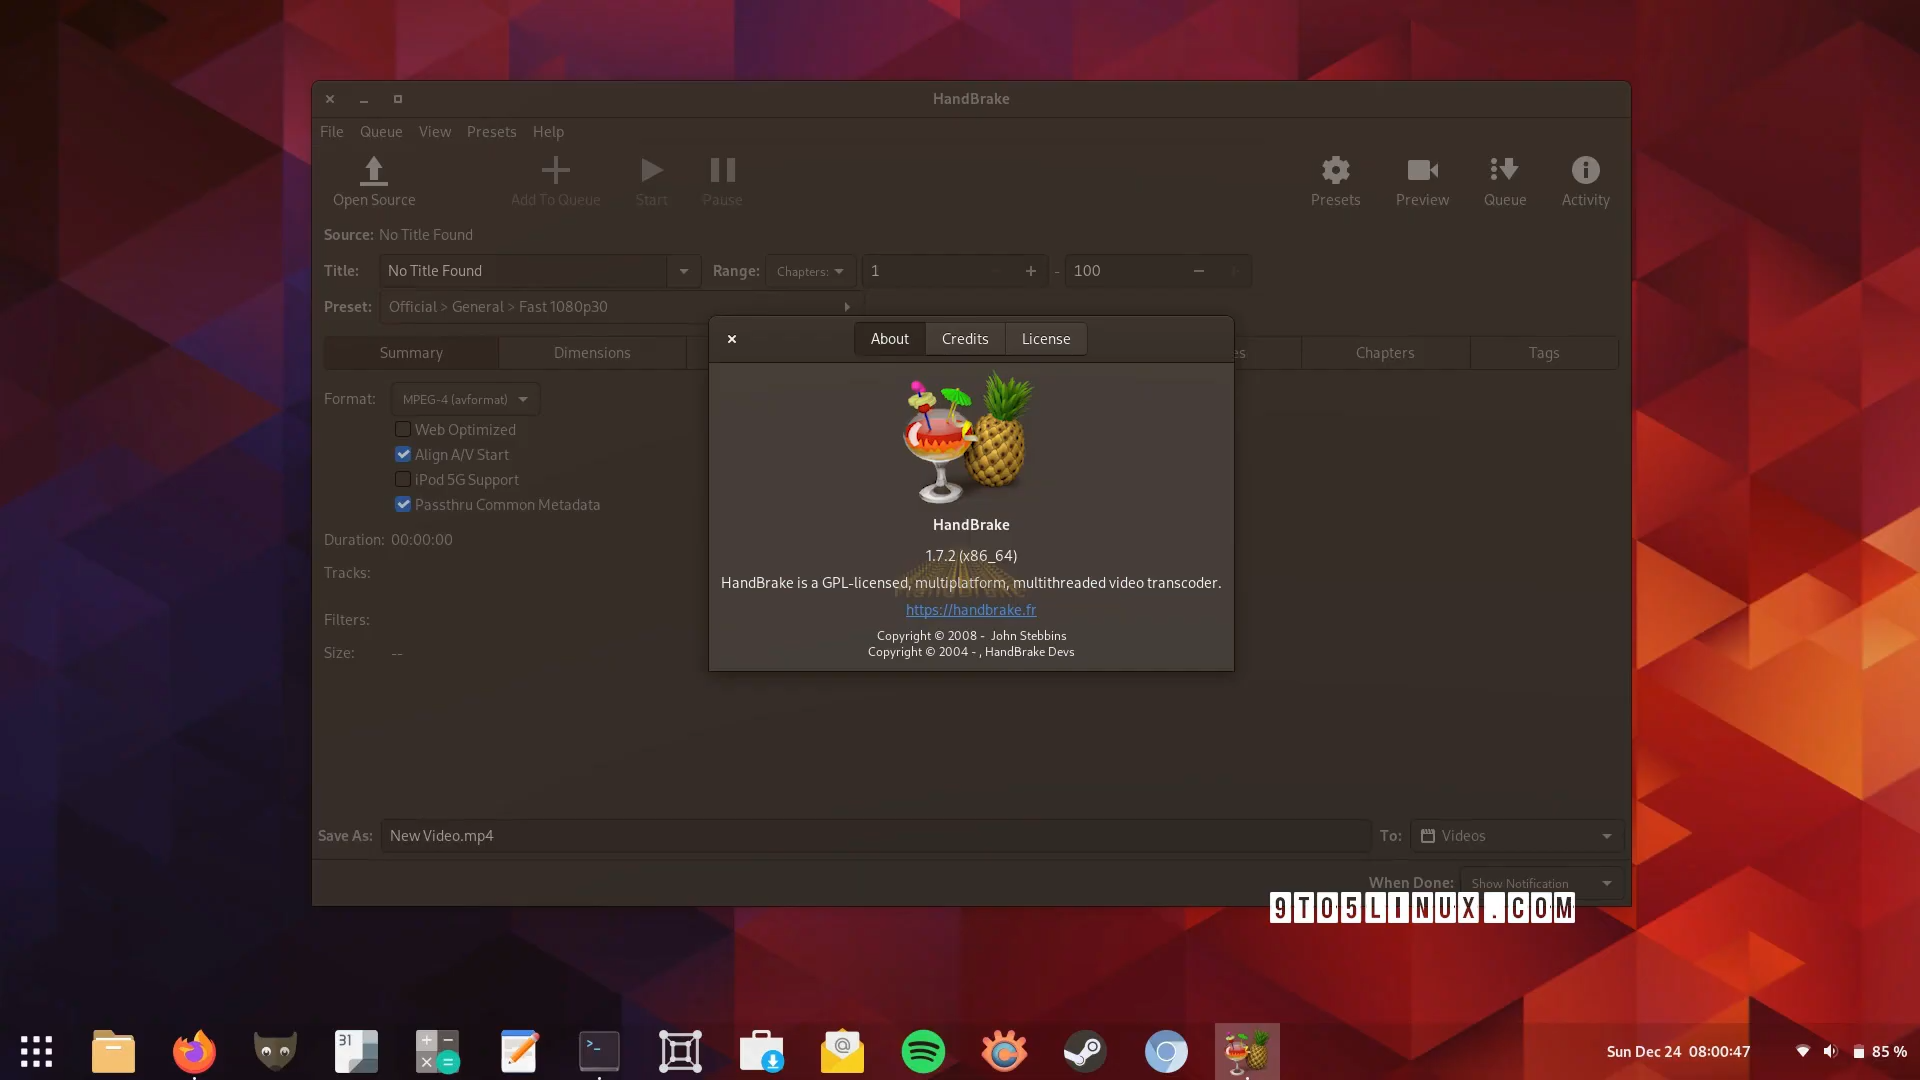 HandBrake
File Queue View Presets Help
Open Source Add To Queue Start Pause Presets Preview Queue Activity
Source: No Title Found
Title: No Title Found Range: Chapters: 1 - 100
Preset: Official > General > Fast 1080p30
About Credits License
Summary Dimensions es Chapters Tags
Format: MPEG-4 (avformat)
Web Optimized
Align A/V Start
iPod 5G Support
Passthru Common Metadata
HandBrake
Duration: 00:00:00
1.7.2 (x86_64)
Tracks:
HandBrake is a GPL-licensed, multiplatform, multithreaded video transcoder.
https://handbrake.fr
Filters:
Copyright © 2008 - John Stebbins
Size: --
Copyright © 2004 - , HandBrake Devs
Save As: New Video.mp4 To: Videos
When Done: Show Notification
9TO5LINUX.COM
31
Sun Dec 24 08:00:47 85 %